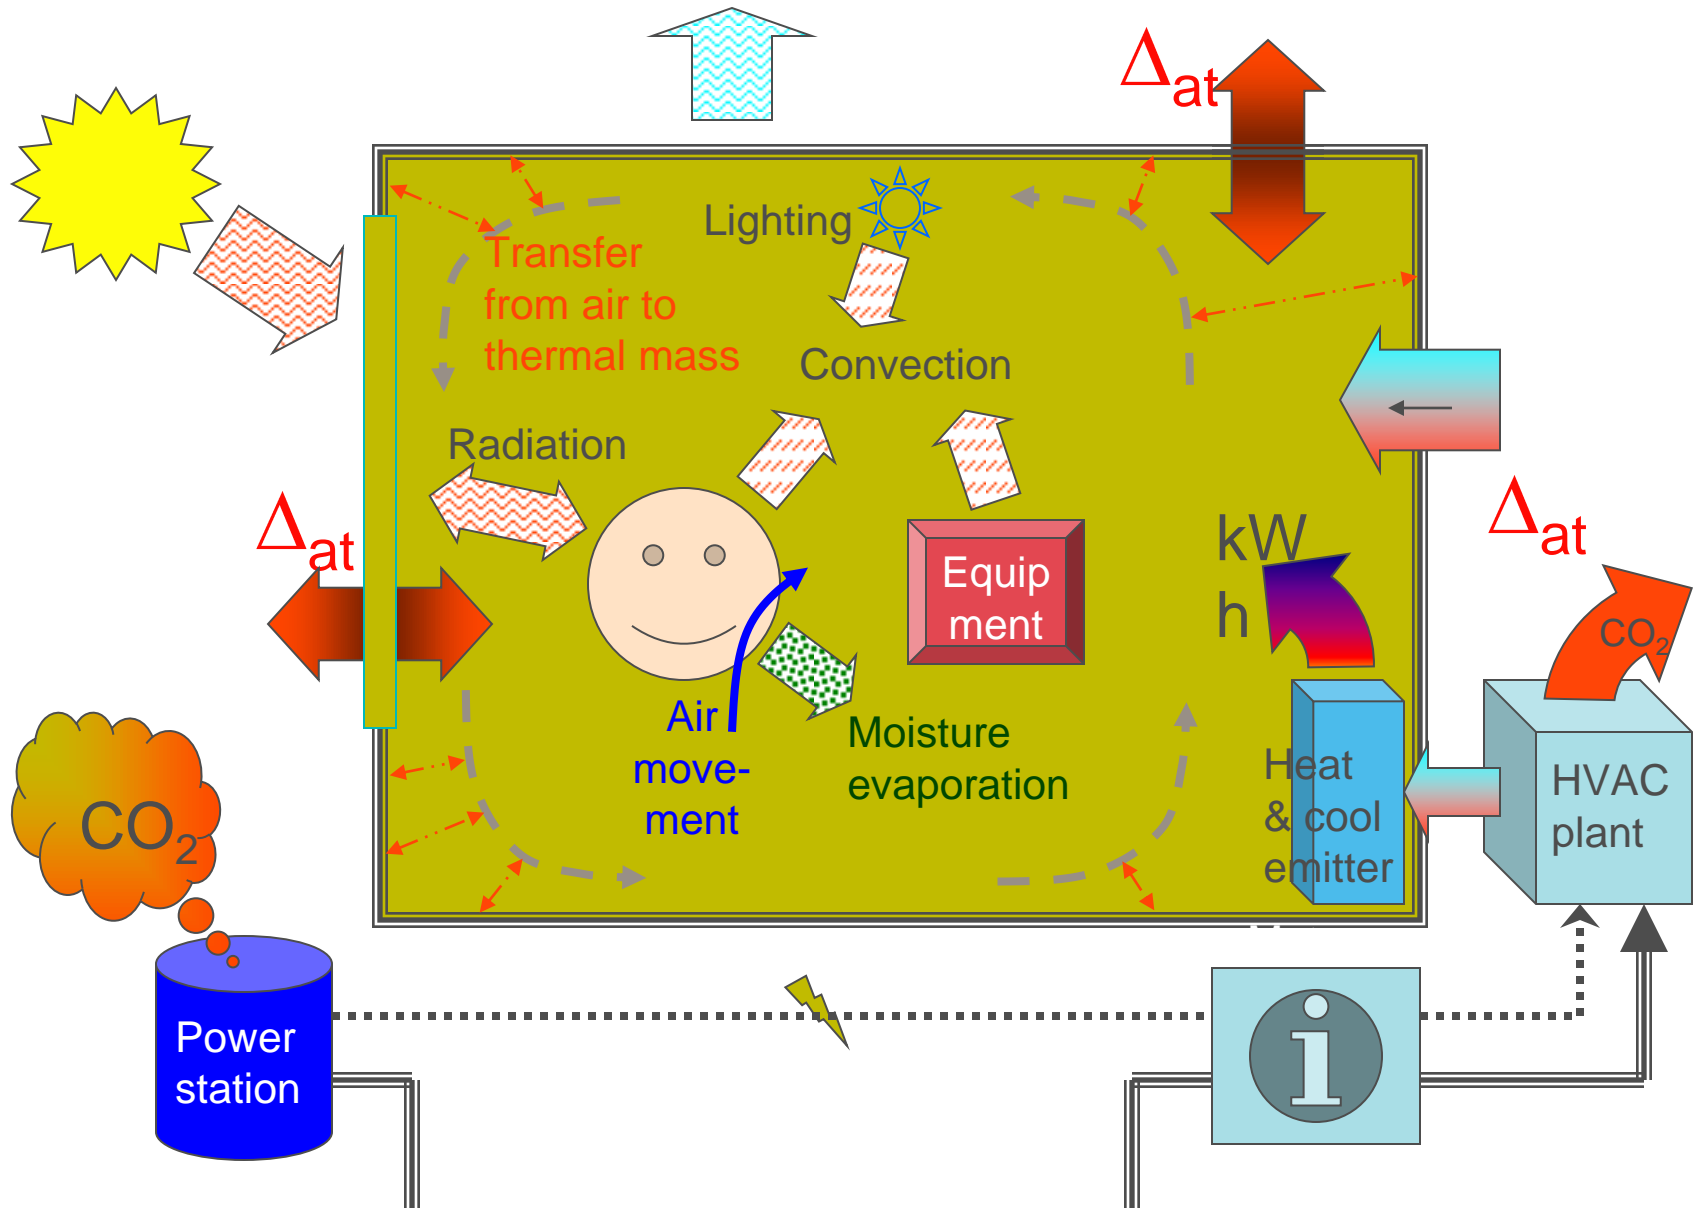 Δat
Lighting
Transfer
from air to
thermal mass
Convection
Radiation
Δat
Δat
kW
h
Equip
ment
CO2
Air
move-
ment
Moisture
evaporation
Heat
& cool
emitter
HVAC
plant
CO2
Power
station
i